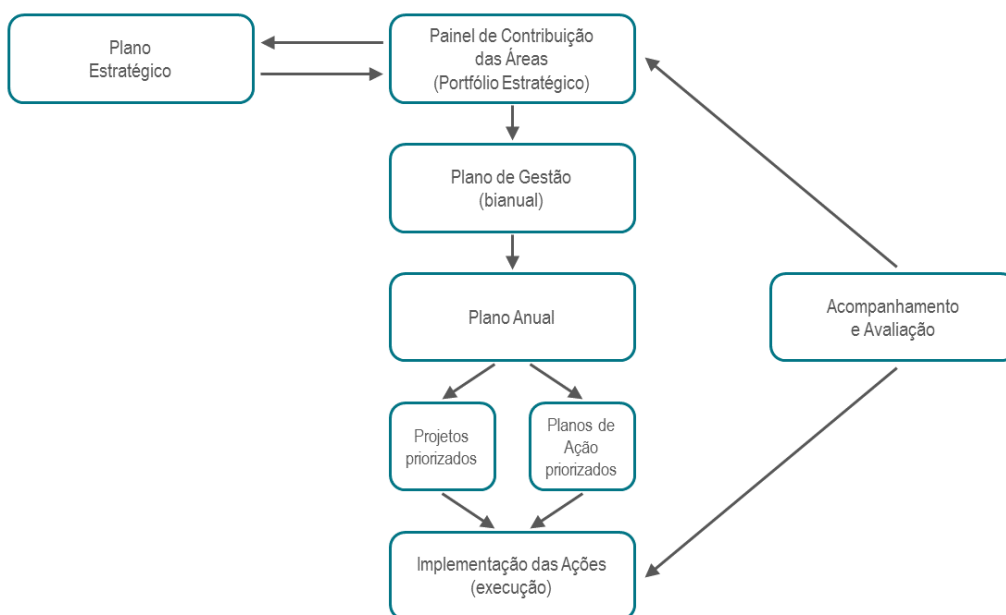 Plano
Estratégico
Painel de Contribuição
das Áreas
(Portfólio Estratégico)
Plano de Gestão
(bianual)
Plano Anual
Acompanhamento
e Avaliação
Projetos
priorizados
Planos de
Ação
priorizados
Implementação das Ações
(execução)